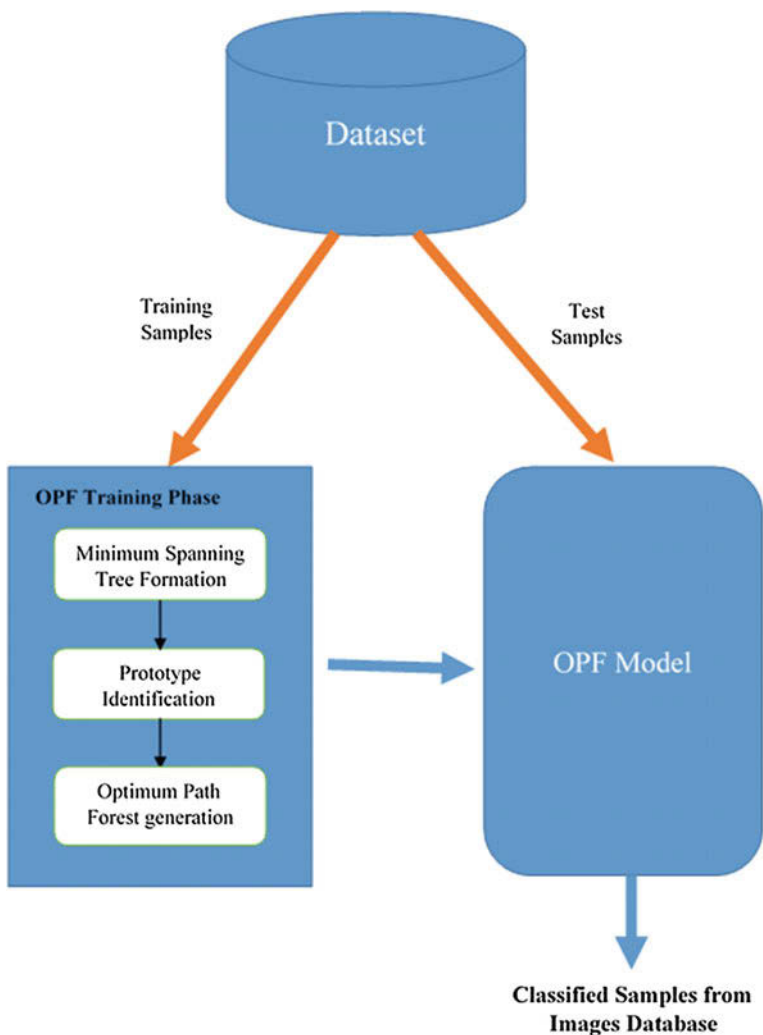 Dataset
Training
Samples
Test
Samples
OPF Training Phase
Minimum Spanning
Tree Formation
Prototype
Identification
Optimum Path
Forest generation
OPF Model
Classified Samples from
Images Database